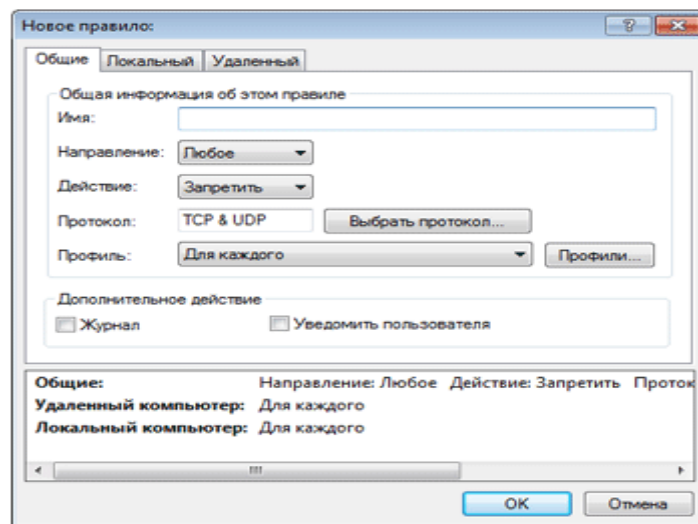 Новое правило:
Общие Локальный Удаленный
Общая информация об этом правиле
Имя:
Направление: Любое
Действие: Запретить
Протокол: TCP & UDP Выбрать протокол...
Профиль: Для каждого Профили...
Дополнительное действие
Журнал Уведомить пользователя
Общие: Направление: Любое Действие: Запретить Проток
Удаленный компьютер: Для каждого
Локальный компьютер: Для каждого
OK Отмена